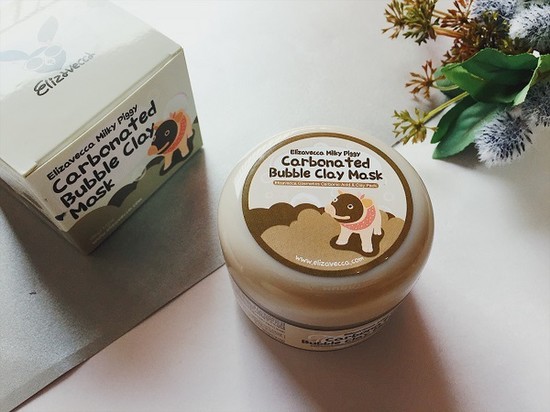 Elizavecca
Elizavecca Milky Piggy
Carbonated
Bubble Clay
Mask
Elizavecca Milky Piggy
Carbonated
Bubble Clay Mask
www.elizavecca.com
Carbonated
Bubble Clay